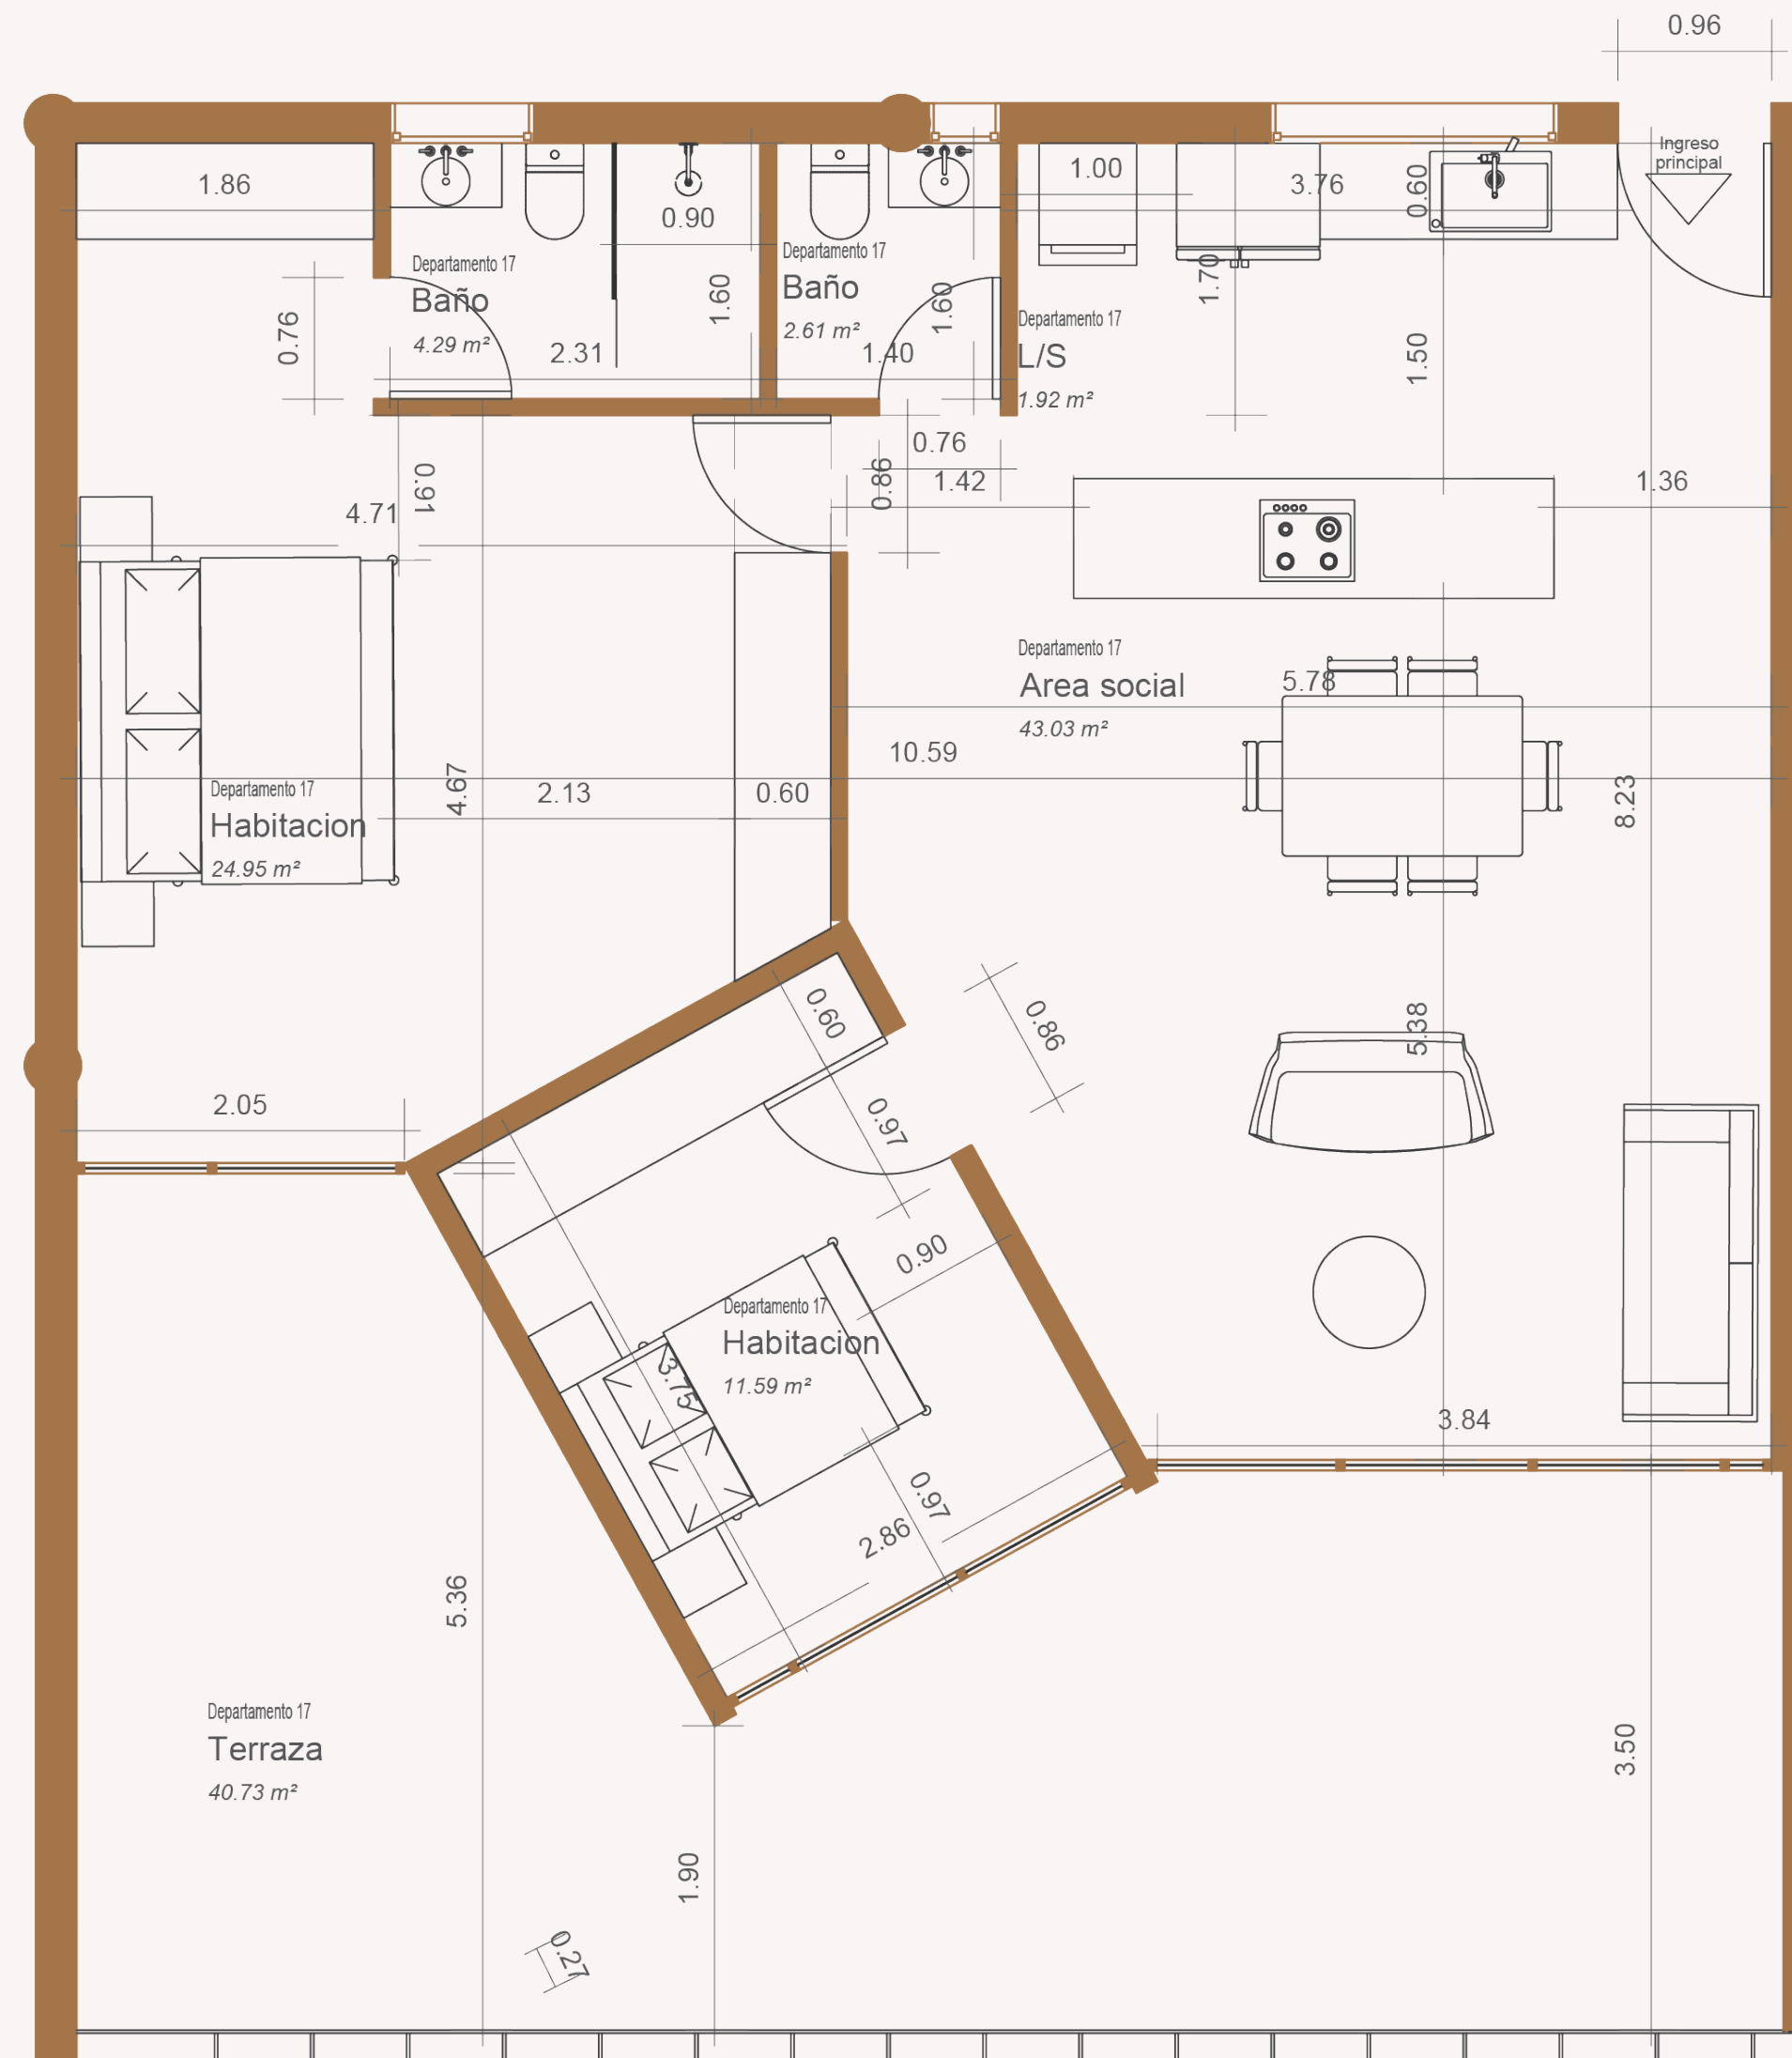 0.96
Ingreso
principal
1.86
0.90
1.00
3.76
0.60
Departamento 17
Baño
4.29 m²
Departamento 17
Baño
2.61 m²
1.60
1.60
1.70
0.76
2.31
1.40
Departamento 17
L/S
1.92 m²
1.50
0.76
0.86
1.42
1.36
0.91
4.71
Departamento 17
Area social
43.03 m²
5.78
10.59
4.67
2.13
0.60
8.23
Departamento 17
Habitacion
24.95 m²
0.60
0.86
5.38
2.05
0.97
0.90
Departamento 17
Habitacion
11.59 m²
3.75
3.84
0.97
2.86
5.36
Departamento 17
Terraza
40.73 m²
3.50
1.90
0.27